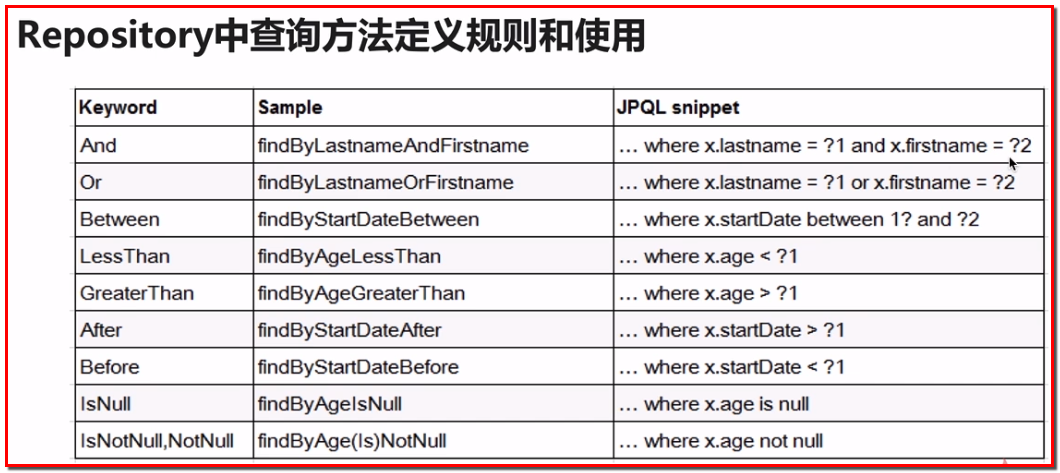 Repository中查询方法定义规则和使用
Keyword Sample JPQL snippet
And findByLastnameAndFirstname … where x.lastname = ?1 and x.firstname = ?2
Or findByLastnameOrFirstname … where x.lastname = ?1 or x.firstname = ?2
Between findByStartDateBetween … where x.startDate between 1? and ?2
LessThan findByAgeLessThan … where x.age < ?1
GreaterThan findByAgeGreaterThan … where x.age > ?1
After findByStartDateAfter … where x.startDate > ?1
Before findByStartDateBefore … where x.startDate < ?1
IsNull findByAgeIsNull … where x.age is null
IsNotNull,NotNull findByAge(Is)NotNull … where x.age not null